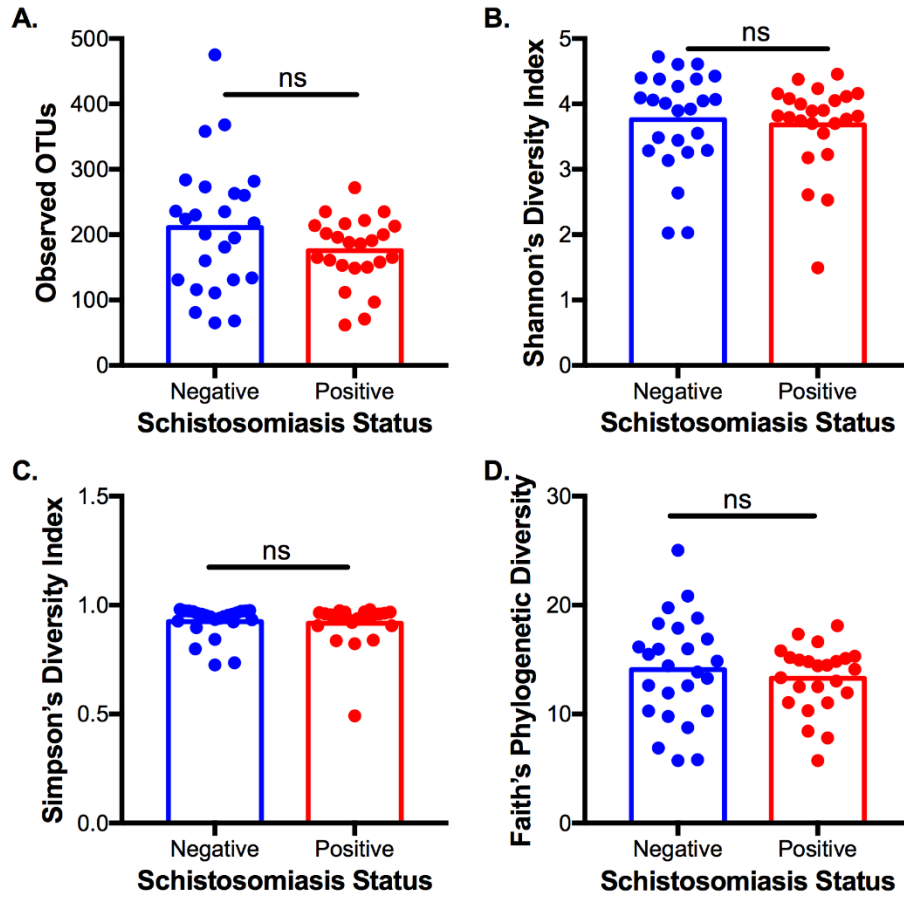 A.
Observed OTUs
500
400
300
200
100
0
ns
Negative Positive
Schistosomiasis Status
B.
Shannon's Diversity Index
5
4
3
2
1
0
ns
Negative Positive
Schistosomiasis Status
C.
Simpson's Diversity Index
1.5
1.0
0.5
0.0
ns
Negative Positive
Schistosomiasis Status
D.
Faith's Phylogenetic Diversity
30
20
10
0
ns
Negative Positive
Schistosomiasis Status